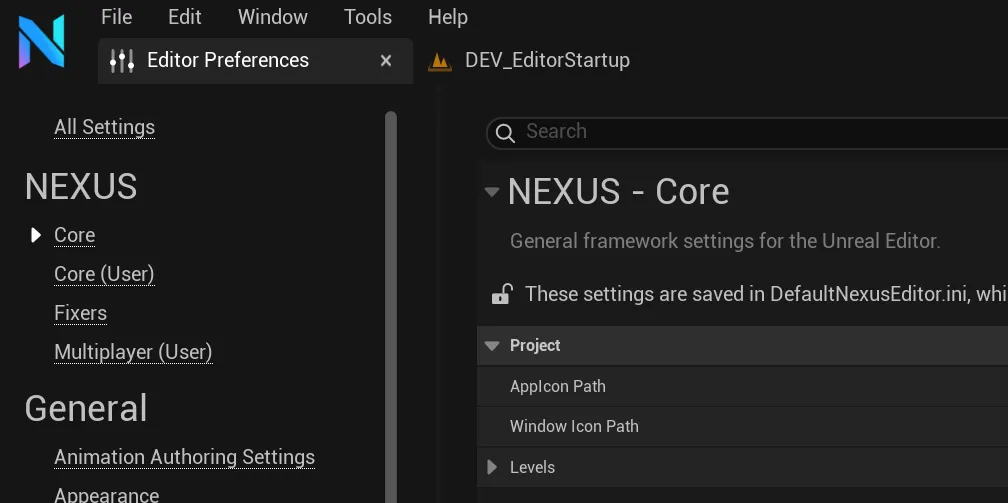 File Edit Window Tools Help
Editor Preferences × DEV_EditorStartup
All Settings
Search
NEXUS
NEXUS - Core
Core
General framework settings for the Unreal Editor.
Core (User)
These settings are saved in DefaultNexusEditor.ini, whi
Fixers
Project
Multiplayer (User)
AppIcon Path
General
Window Icon Path
Animation Authoring Settings
Levels
Appearance